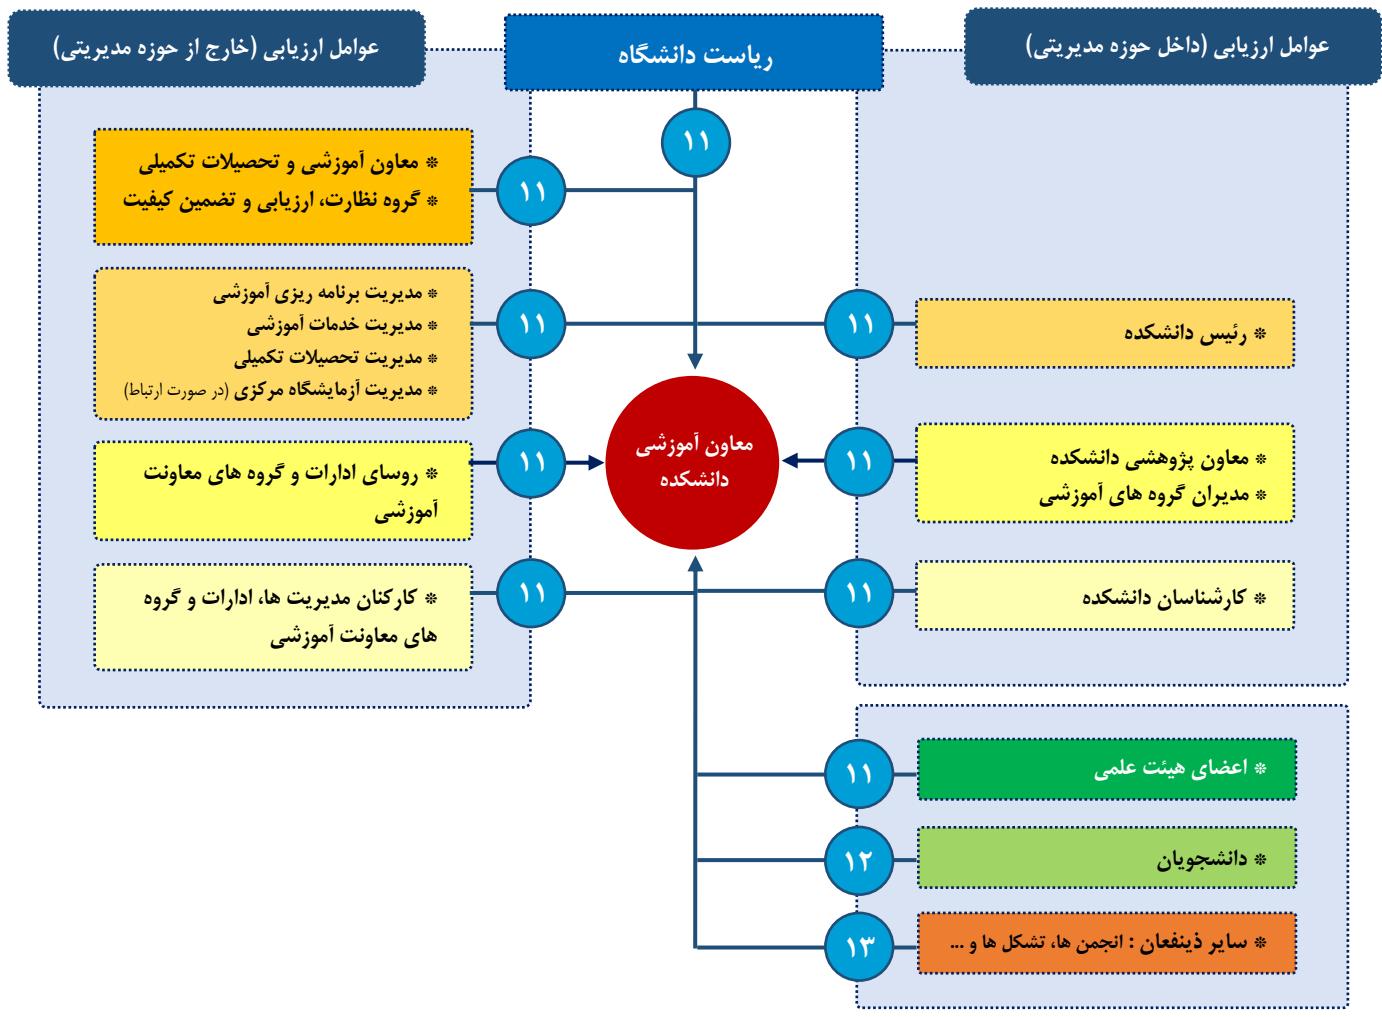 عوامل ارزیابی (داخل حوزه مدیریتی)
ریاست دانشگاه
عوامل ارزیابی (خارج از حوزه مدیریتی)
۱۱
* معاون آموزشی و تحصیلات تکمیلی
* گروه نظارت، ارزیابی و تضمین کیفیت
۱۱
* رئیس دانشکده
۱۱
۱۱
* مدیریت برنامه ریزی آموزشی
* مدیریت خدمات آموزشی
* مدیریت تحصیلات تکمیلی
* مدیریت آزمایشگاه مرکزی (در صورت ارتباط)
* معاون پژوهشی دانشکده
* مدیران گروه های آموزشی
۱۱
معاون آموزشی
دانشکده
۱۱
* روسای ادارات و گروه های معاونت
آموزشی
* کارشناسان دانشکده
۱۱
۱۱
* کارکنان مدیریت ها، ادارات و گروه
های معاونت آموزشی
* اعضای هیئت علمی
۱۱
* دانشجویان
۱۲
* سایر ذینفعان : انجمن ها، تشکل ها و ...
۱۳